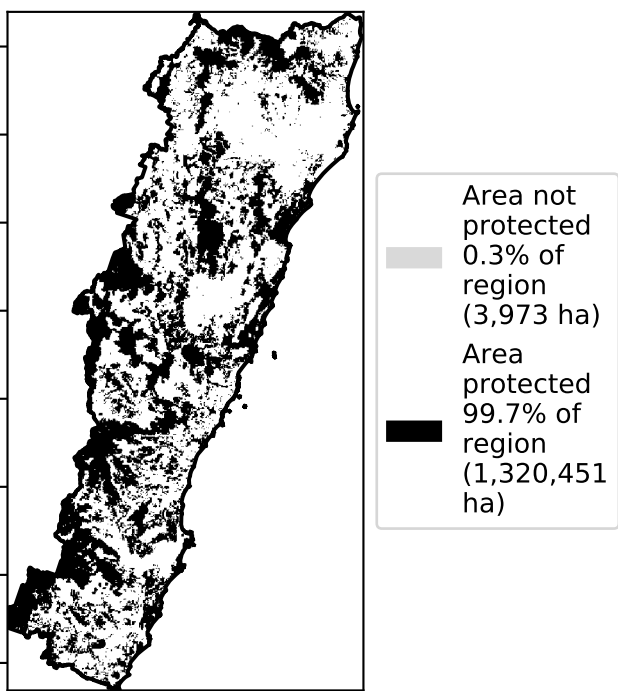 Area not
protected
0.3% of
region
(3,973 ha)
Area
protected
99.7% of
region
(1,320,451
ha)